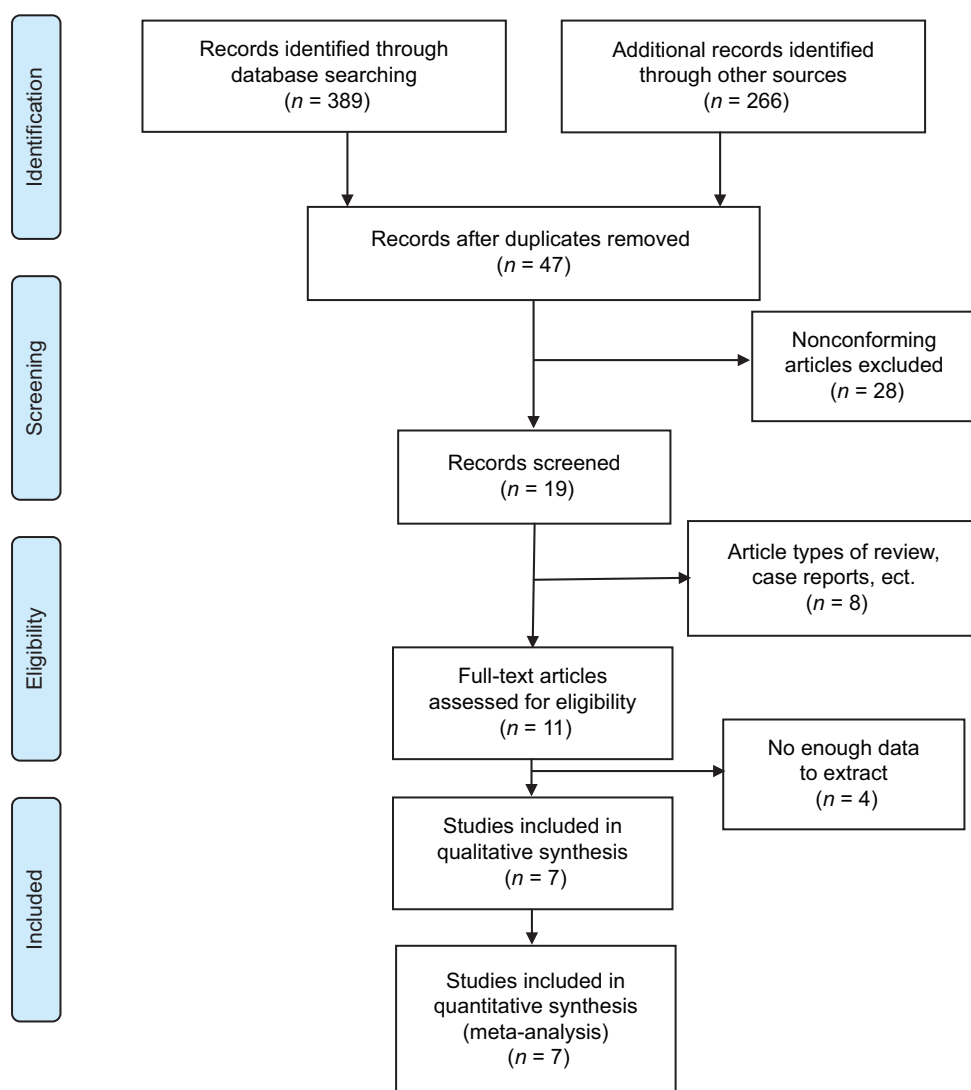 Identification
Records identified through
database searching
(n = 389)
Additional records identified
through other sources
(n = 266)
Records after duplicates removed
(n = 47)
Screening
Nonconforming
articles excluded
(n = 28)
Records screened
(n = 19)
Eligibility
Article types of review,
case reports, ect.
(n = 8)
Full-text articles
assessed for eligibility
(n = 11)
No enough data
to extract
(n = 4)
Included
Studies included in
qualitative synthesis
(n = 7)
Studies included in
quantitative synthesis
(meta-analysis)
(n = 7)